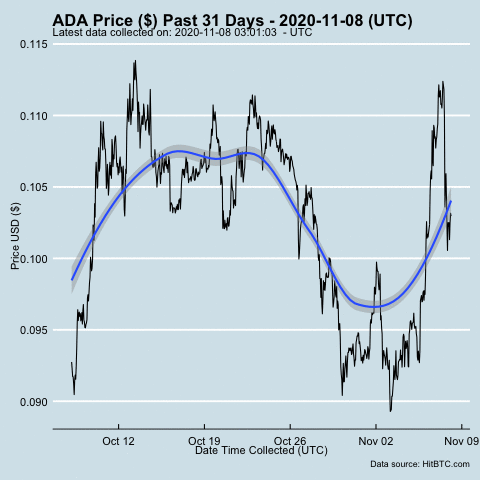 ADA Price ($) Past 31 Days - 2020-11-08 (UTC)
Latest data collected on: 2020-11-08 03:01:03 - UTC
0.115
0.110
0.105
0.100
0.095
0.090
Price USD ($)
Oct 12
Oct 19
Oct 26
Nov 02
Nov 09
Date Time Collected (UTC)
Data source: HitBTC.com